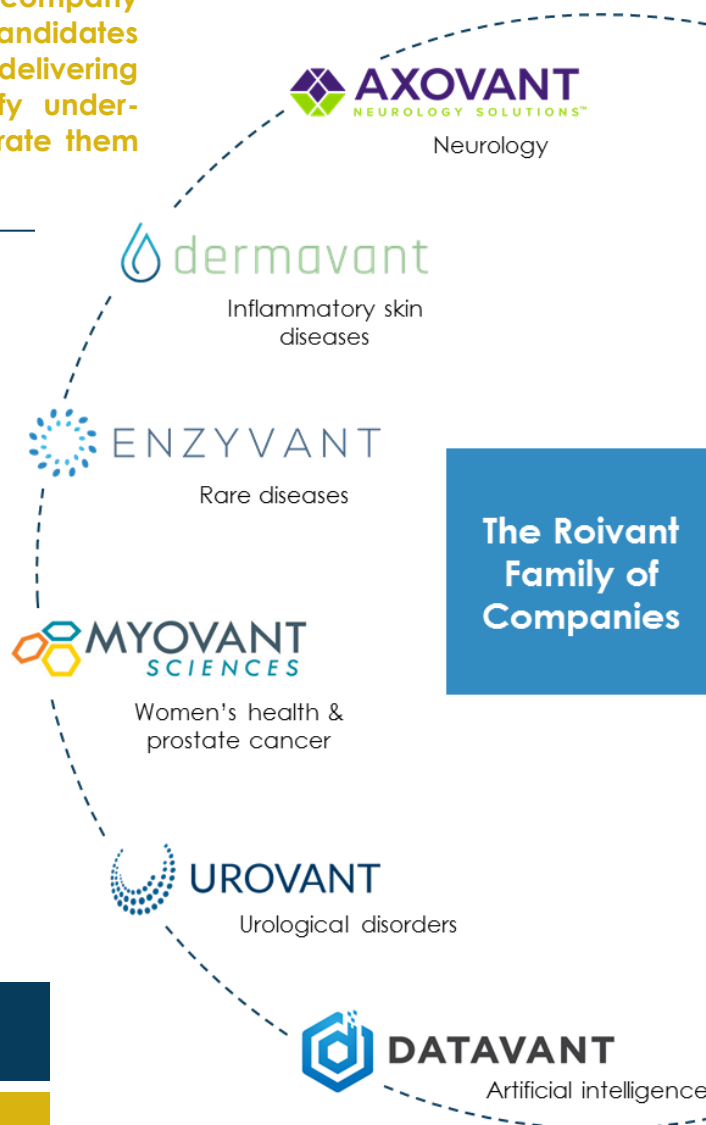 company
candidates
delivering
fy under-
rate them
AXOVANT
NEUROLOGY SOLUTIONS™
Neurology
dermavant
Inflammatory skin
diseases
ENZYVANT
Rare diseases
The Roivant
Family of
Companies
MYOVANT
SCIENCES
Women's health &
prostate cancer
UROVANT
Urological disorders
DATAVANT
Artificial intelligence